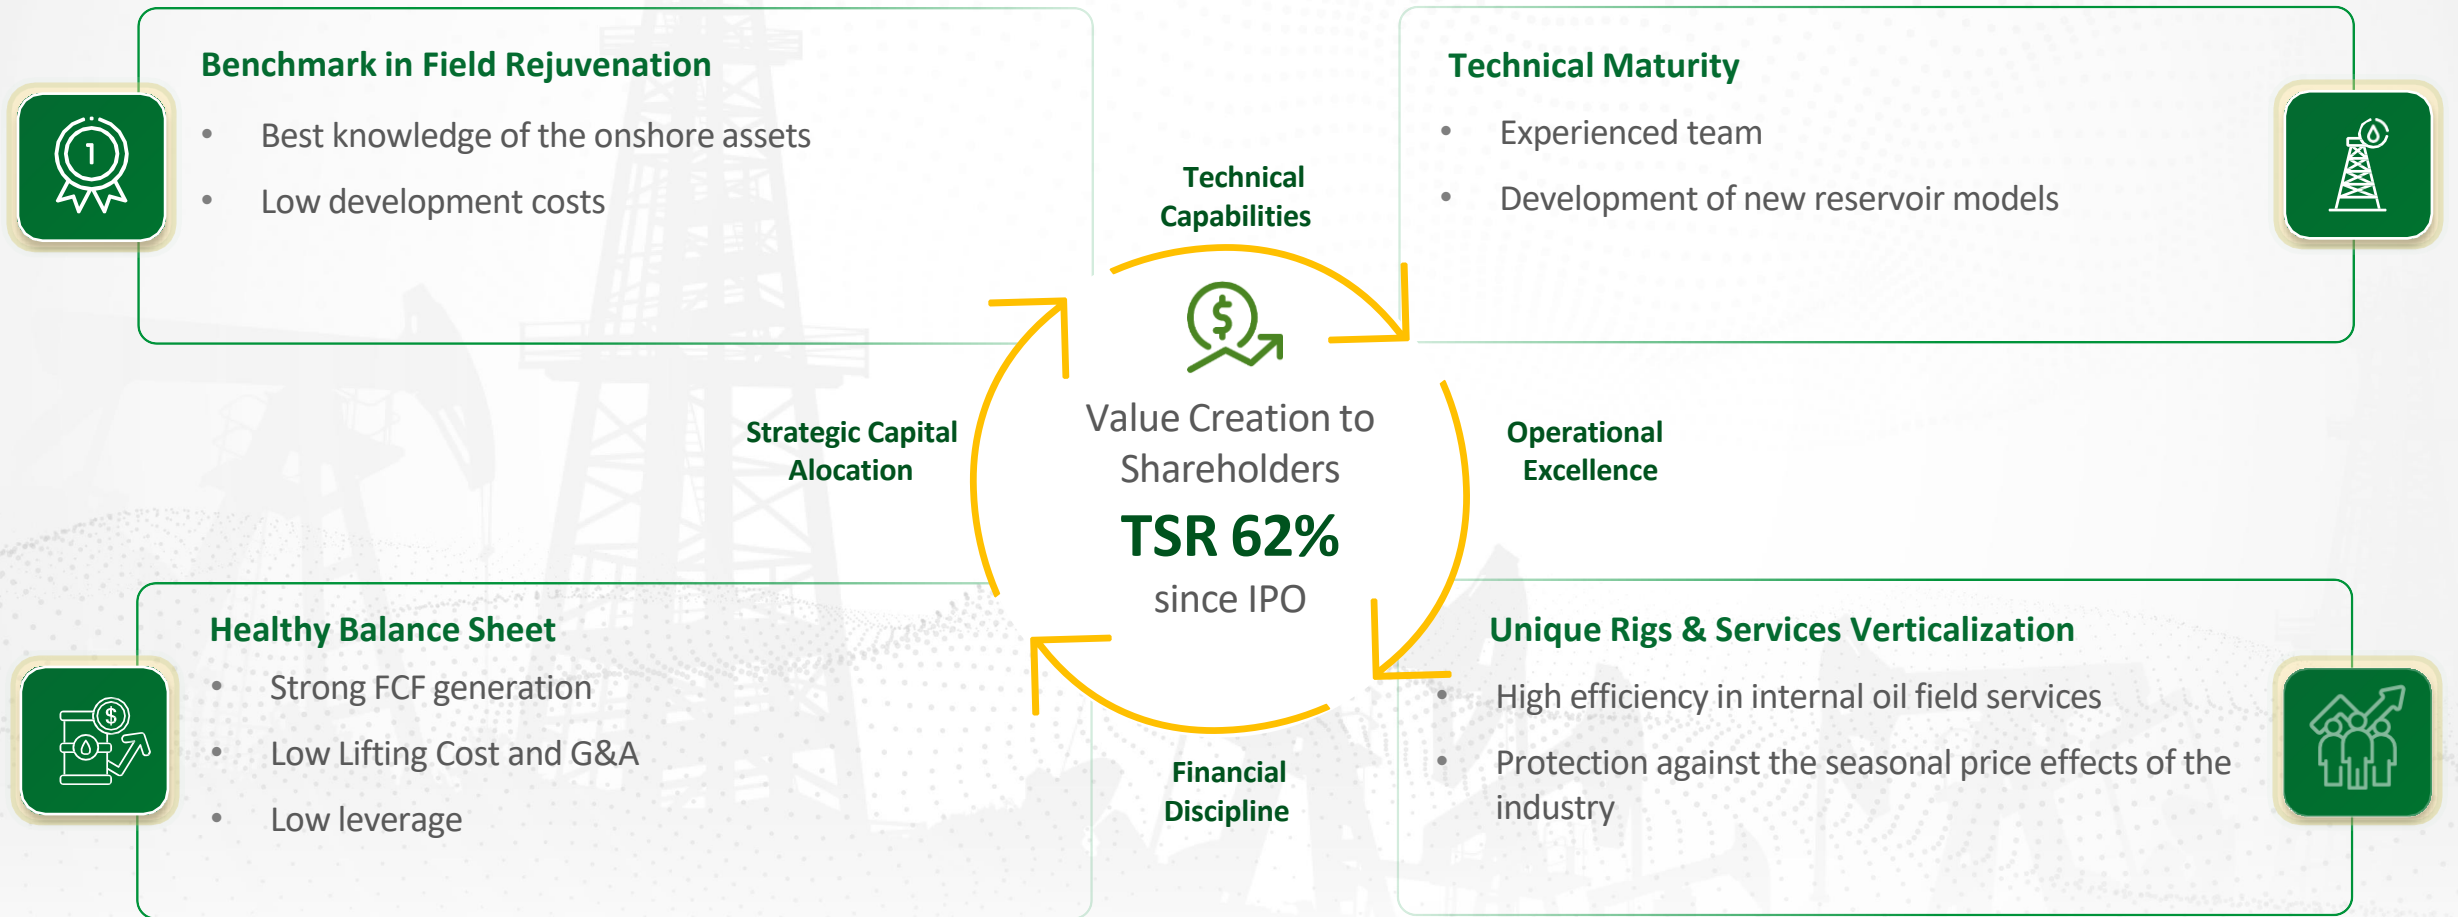 Benchmark in Field Rejuvenation
• Best knowledge of the onshore assets
• Low development costs
1
Technical Maturity
• Experienced team
• Development of new reservoir models
Technical
Capabilities
Strategic Capital
Alocation
$
Value Creation to
Shareholders
TSR 62%
since IPO
Operational
Excellence
Financial
Discipline
Healthy Balance Sheet
• Strong FCF generation
• Low Lifting Cost and G&A
• Low leverage
$
Unique Rigs & Services Verticalization
• High efficiency in internal oil field services
• Protection against the seasonal price effects of the
industry